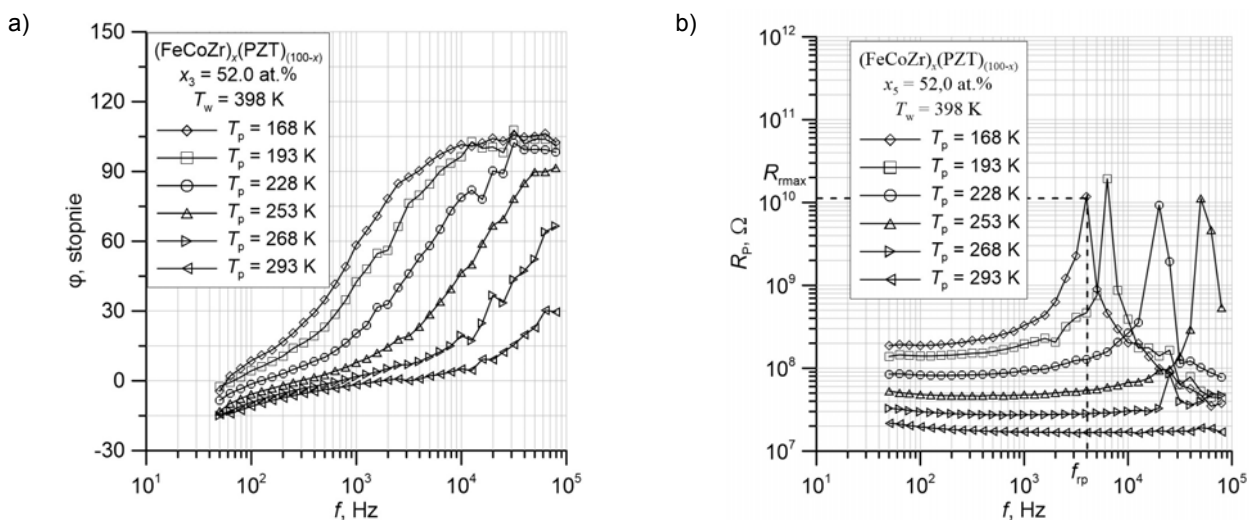 a)
150
120
90
60
30
0
-30
φ, stopnie
(FeCoZr)x(PZT)(100-x)
x3 = 52.0 at.%
Tw = 398 K
Tp = 168 K
Tp = 193 K
Tp = 228 K
Tp = 253 K
Tp = 268 K
Tp = 293 K
10^1 10^2 10^3 10^4 10^5
f, Hz
b)
10^12
10^11
Rrmax
10^10
10^9
10^8
10^7
RP, Ω
(FeCoZr)x(PZT)(100-x)
x5 = 52,0 at.%
Tw = 398 K
Tp = 168 K
Tp = 193 K
Tp = 228 K
Tp = 253 K
Tp = 268 K
Tp = 293 K
10^1 10^2 10^3 frp 10^4 10^5
f, Hz